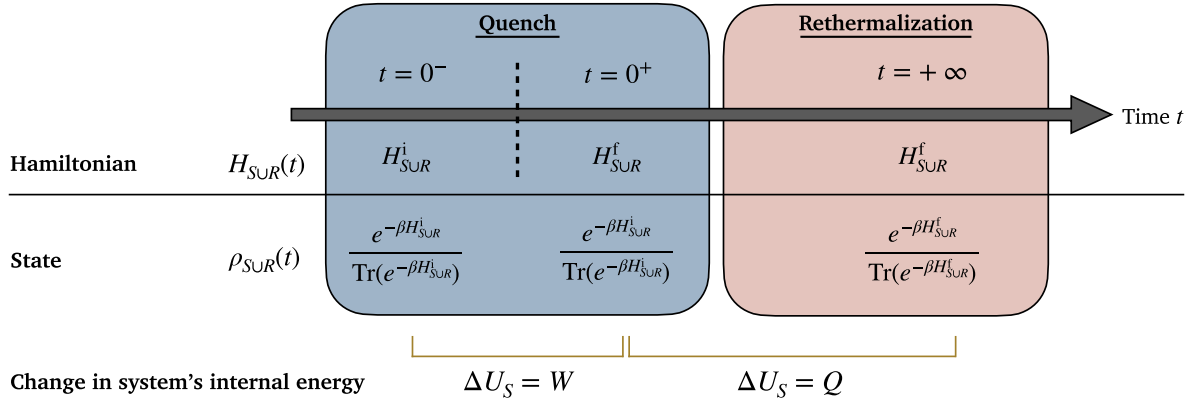 Quench Rethermalization
t = 0⁻ t = 0⁺ t = + ∞
Time t
Hamiltonian H_{S∪R}(t) H^i_{S∪R} H^f_{S∪R} H^f_{S∪R}
State ρ_{S∪R}(t) e^{−βH^i_{S∪R}} / Tr(e^{−βH^i_{S∪R}}) e^{−βH^i_{S∪R}} / Tr(e^{−βH^i_{S∪R}}) e^{−βH^f_{S∪R}} / Tr(e^{−βH^f_{S∪R}})
Change in system's internal energy ΔU_S = W ΔU_S = Q